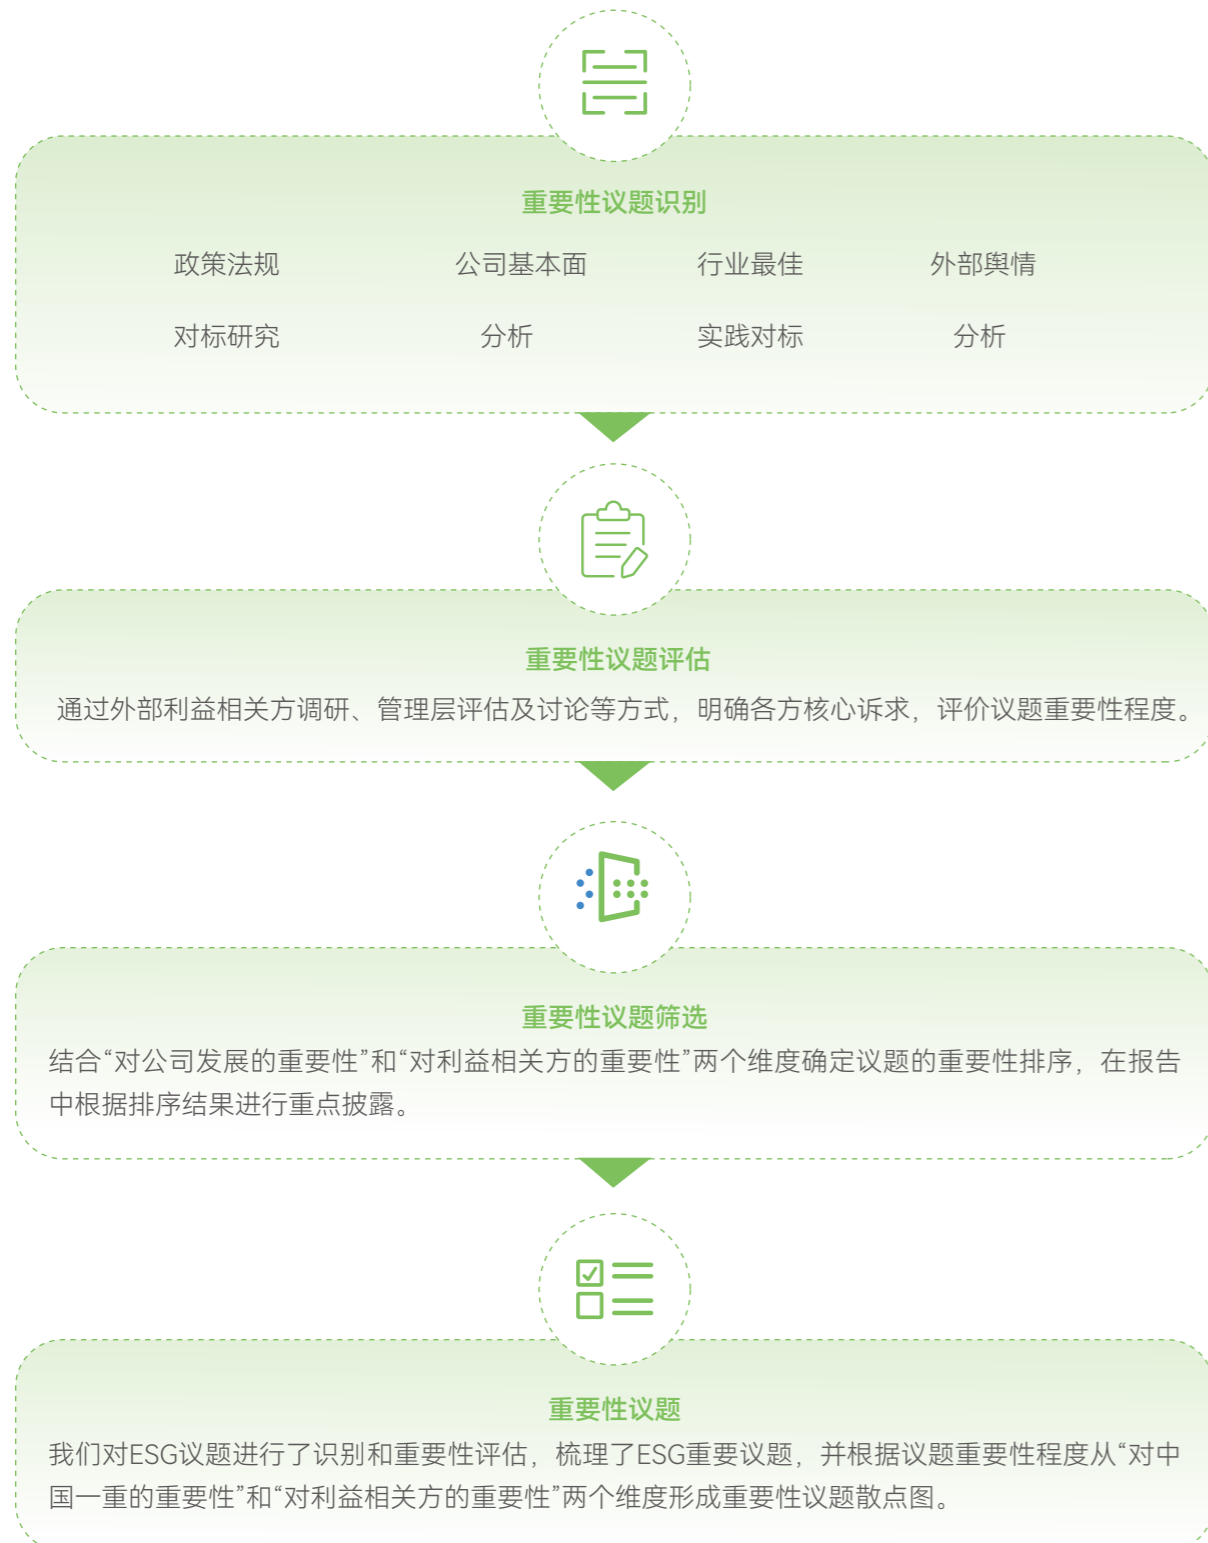 重要性议题识别
政策法规 公司基本面 行业最佳 外部舆情
对标研究 分析 实践对标 分析
重要性议题评估
通过外部利益相关方调研、管理层评估及讨论等方式，明确各方核心诉求，评价议题重要性程度。
重要性议题筛选
结合“对公司发展的重要性”和“对利益相关方的重要性”两个维度确定议题的重要性排序，在报告
中根据排序结果进行重点披露。
重要性议题
我们对ESG议题进行了识别和重要性评估，梳理了ESG重要议题，并根据议题重要性程度从“对中
国一重的重要性”和“对利益相关方的重要性”两个维度形成重要性议题散点图。